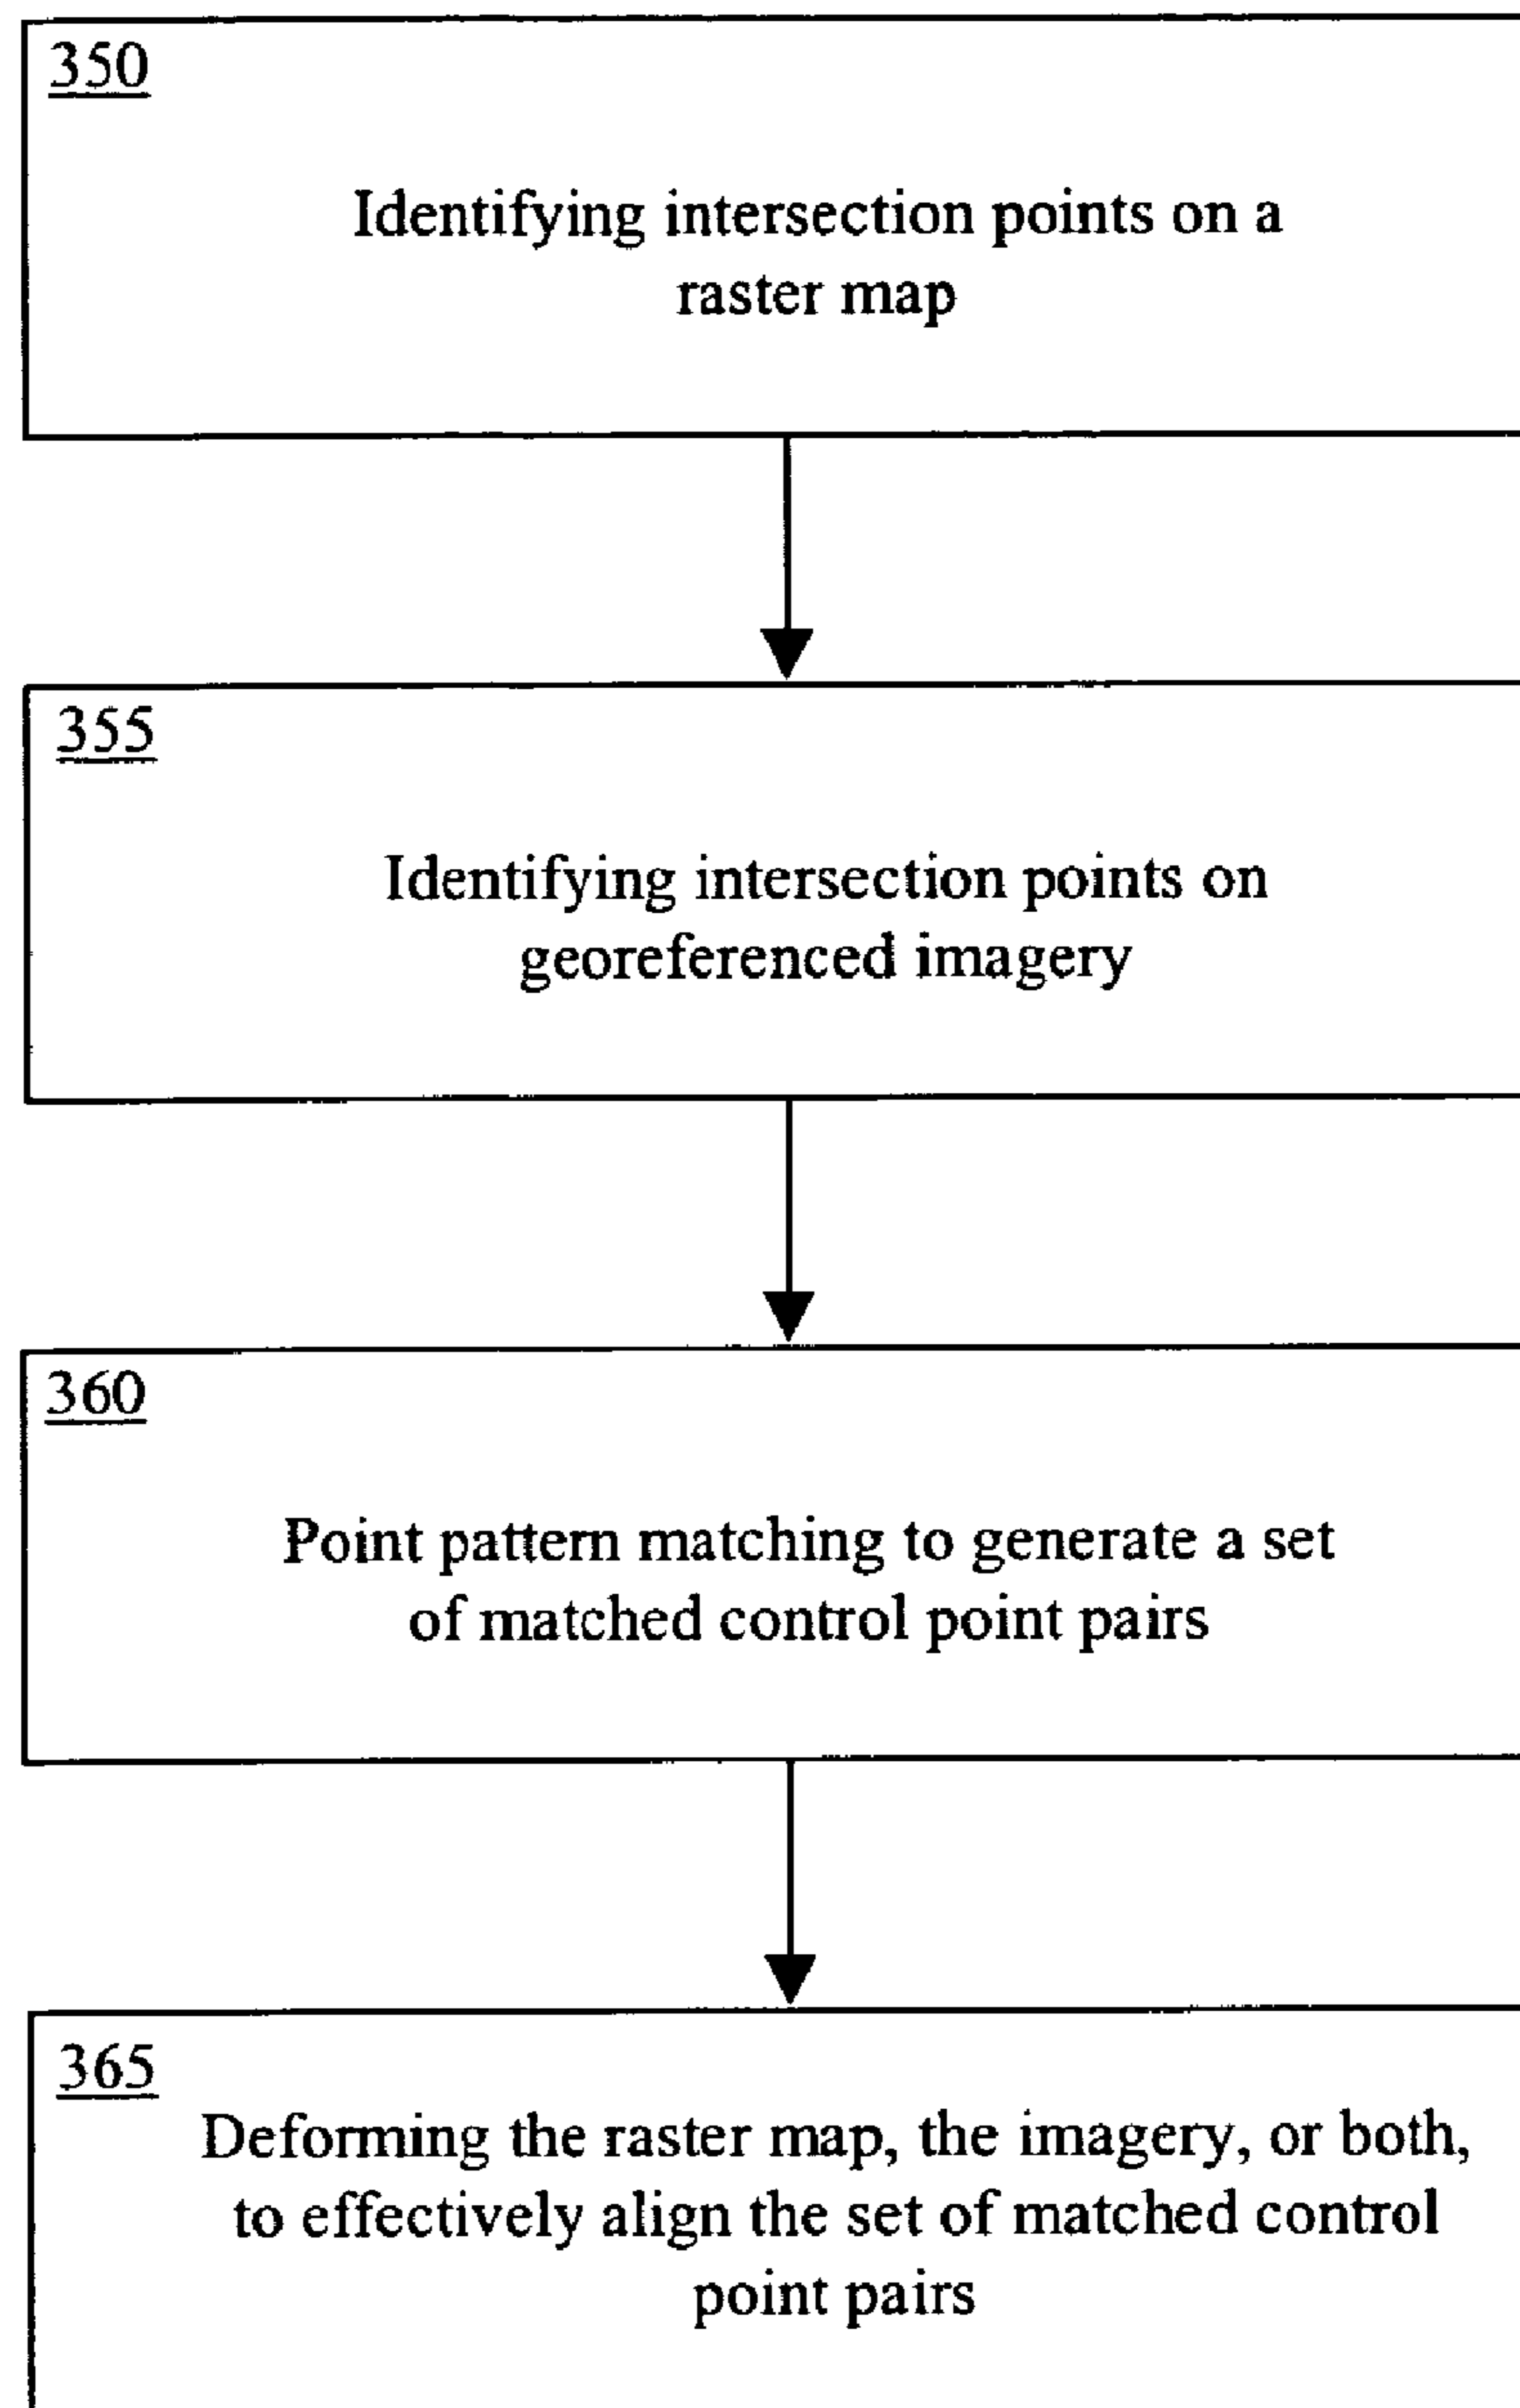 350
Identifying intersection points on a
raster map
355
Identifying intersection points on
georeferenced imagery
360
Point pattern matching to generate a set
of matched control point pairs
365
Deforming the raster map, the imagery, or both,
to effectively align the set of matched control
point pairs